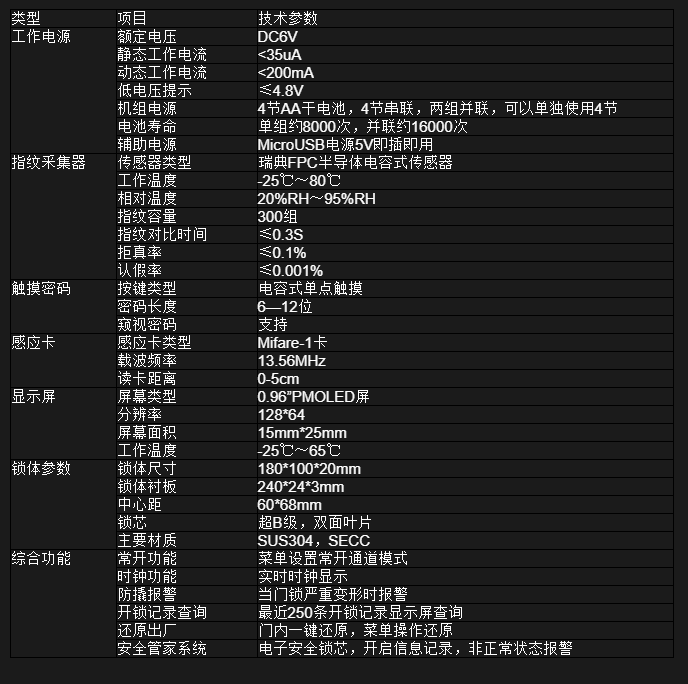 类型 项目 技术参数
工作电源 额定电压 DC6V
静态工作电流 <35uA
动态工作电流 <200mA
低电压提示 ≤4.8V
机组电源 4节AA干电池，4节串联，两组并联，可以单独使用4节
电池寿命 单组约8000次，并联约16000次
辅助电源 MicroUSB电源5V即插即用
指纹采集器 传感器类型 瑞典FPC半导体电容式传感器
工作温度 -25℃～80℃
相对温度 20%RH～95%RH
指纹容量 300组
指纹对比时间 ≤0.3S
拒真率 ≤0.1%
认假率 ≤0.001%
触摸密码 按键类型 电容式单点触摸
密码长度 6—12位
窥视密码 支持
感应卡 感应卡类型 Mifare-1卡
载波频率 13.56MHz
读卡距离 0-5cm
显示屏 屏幕类型 0.96”PMOLED屏
分辨率 128*64
屏幕面积 15mm*25mm
工作温度 -25℃～65℃
锁体参数 锁体尺寸 180*100*20mm
锁体衬板 240*24*3mm
中心距 60*68mm
锁芯 超B级，双面叶片
主要材质 SUS304，SECC
综合功能 常开功能 菜单设置常开通道模式
时钟功能 实时时钟显示
防撬报警 当门锁严重变形时报警
开锁记录查询 最近250条开锁记录显示屏查询
还原出厂 门内一键还原，菜单操作还原
安全管家系统 电子安全锁芯，开启信息记录，非正常状态报警